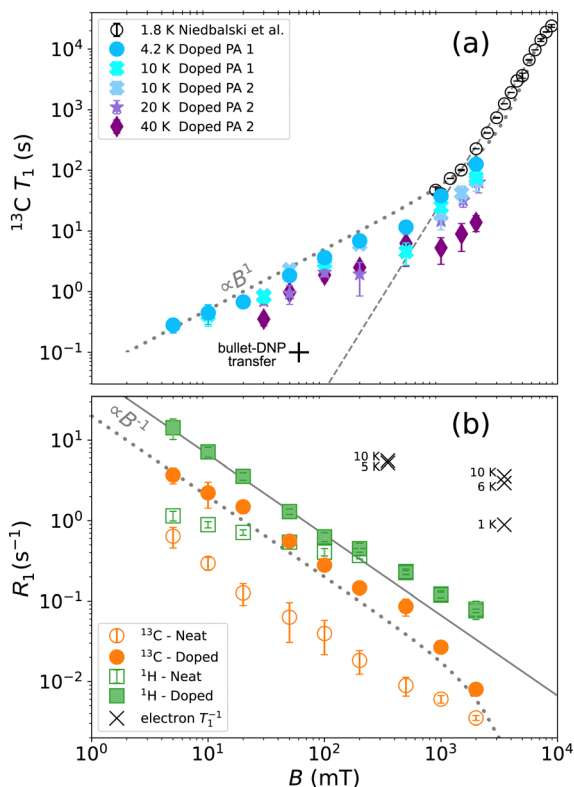 (a)
1.8 K Niedbalski et al.
4.2 K Doped PA 1
10 K Doped PA 1
10 K Doped PA 2
20 K Doped PA 2
40 K Doped PA 2
10⁴
10³
10²
10¹
10⁰
10⁻¹
¹³C T₁ (s)
∝B¹
bullet-DNP
transfer
(b)
∝B⁻¹
10 K
5 K
10 K
6 K
1 K
10¹
10⁰
10⁻¹
10⁻²
R₁(s⁻¹)
¹³C - Neat
¹³C - Doped
¹H - Neat
¹H - Doped
electron T₁⁻¹
10⁰
10¹
10²
10³
10⁴
B (mT)